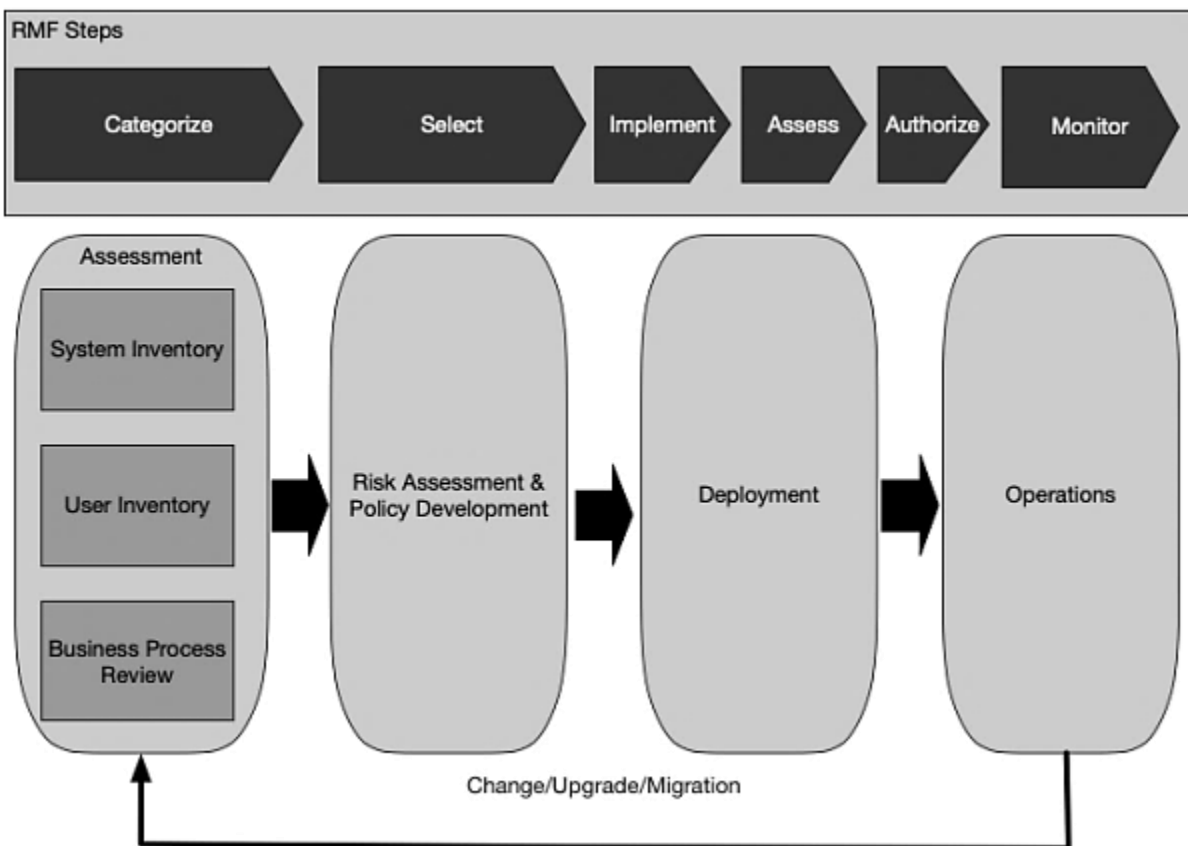 RMF Steps
Categorize
Select
Implement
Assess
Authorize
Monitor
Assessment
System Inventory
User Inventory
Business Process
Review
Risk Assessment &
Policy Development
Deployment
Operations
Change/Upgrade/Migration